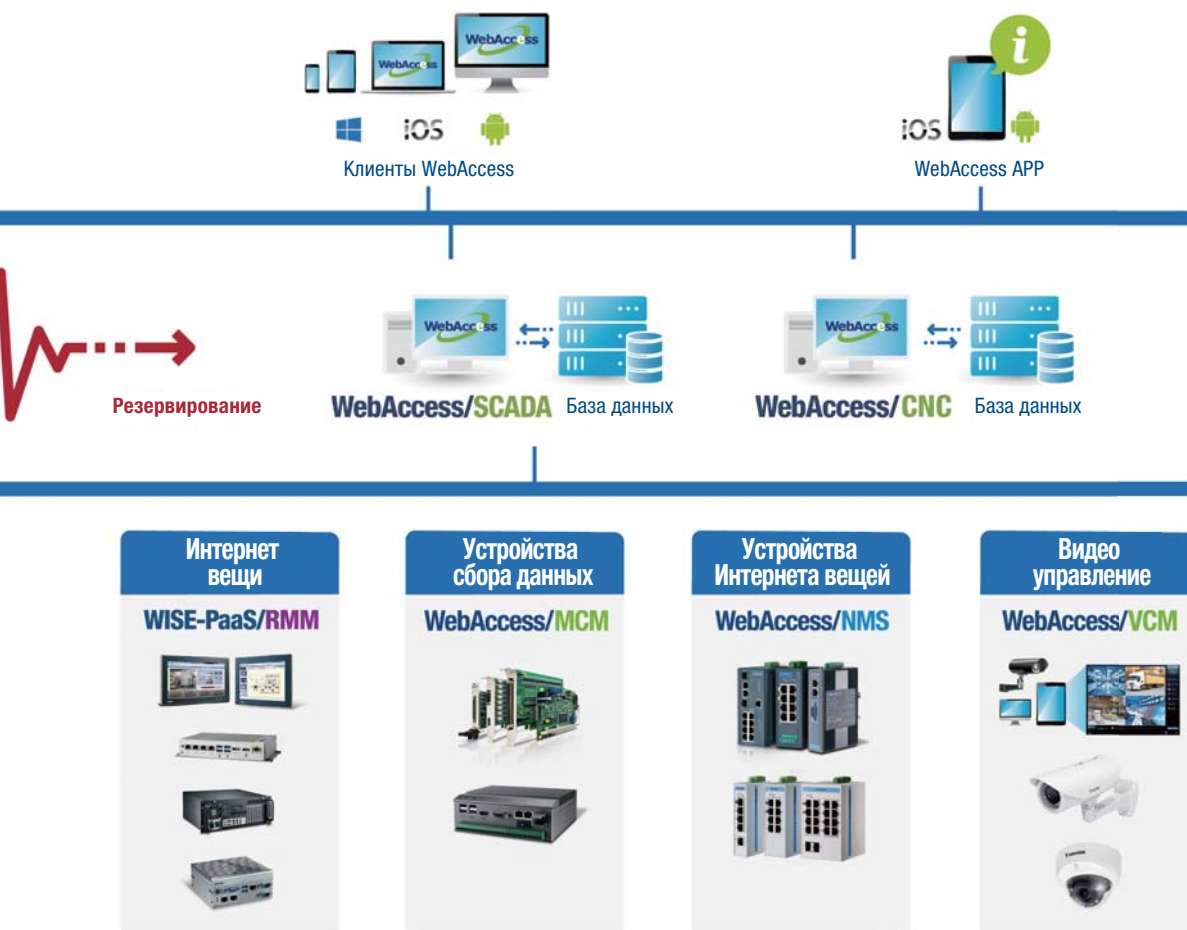 WebAccess
WebAccess
iOS
Клиенты WebAccess
i
iOS
WebAccess APP
Резервирование
WebAccess
WebAccess/SCADA
База данных
WebAccess
WebAccess/CNC
База данных
Интернет
вещи
WISE-PaaS/RMM
Устройства
сбора данных
WebAccess/MCM
Устройства
Интернета вещей
WebAccess/NMS
Видео
управление
WebAccess/VCM